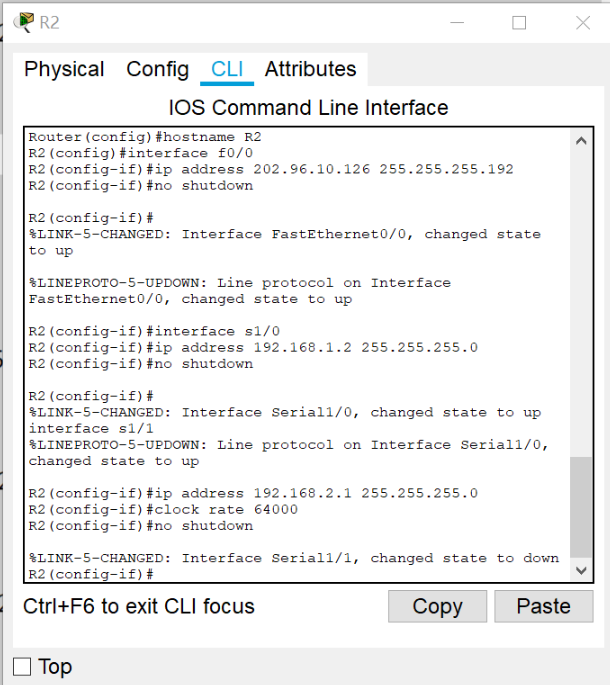 R2
Physical Config CLI Attributes
IOS Command Line Interface
Router(config)#hostname R2
R2(config)#interface f0/0
R2(config-if)#ip address 202.96.10.126 255.255.255.192
R2(config-if)#no shutdown
R2(config-if)#
%LINK-5-CHANGED: Interface FastEthernet0/0, changed state
to up
%LINEPROTO-5-UPDOWN: Line protocol on Interface
FastEthernet0/0, changed state to up
R2(config-if)#interface s1/0
R2(config-if)#ip address 192.168.1.2 255.255.255.0
R2(config-if)#no shutdown
R2(config-if)#
%LINK-5-CHANGED: Interface Serial1/0, changed state to up
interface s1/1
%LINEPROTO-5-UPDOWN: Line protocol on Interface Serial1/0,
changed state to up
R2(config-if)#ip address 192.168.2.1 255.255.255.0
R2(config-if)#clock rate 64000
R2(config-if)#no shutdown
%LINK-5-CHANGED: Interface Serial1/1, changed state to down
R2(config-if)#
Ctrl+F6 to exit CLI focus
Copy
Paste
Top